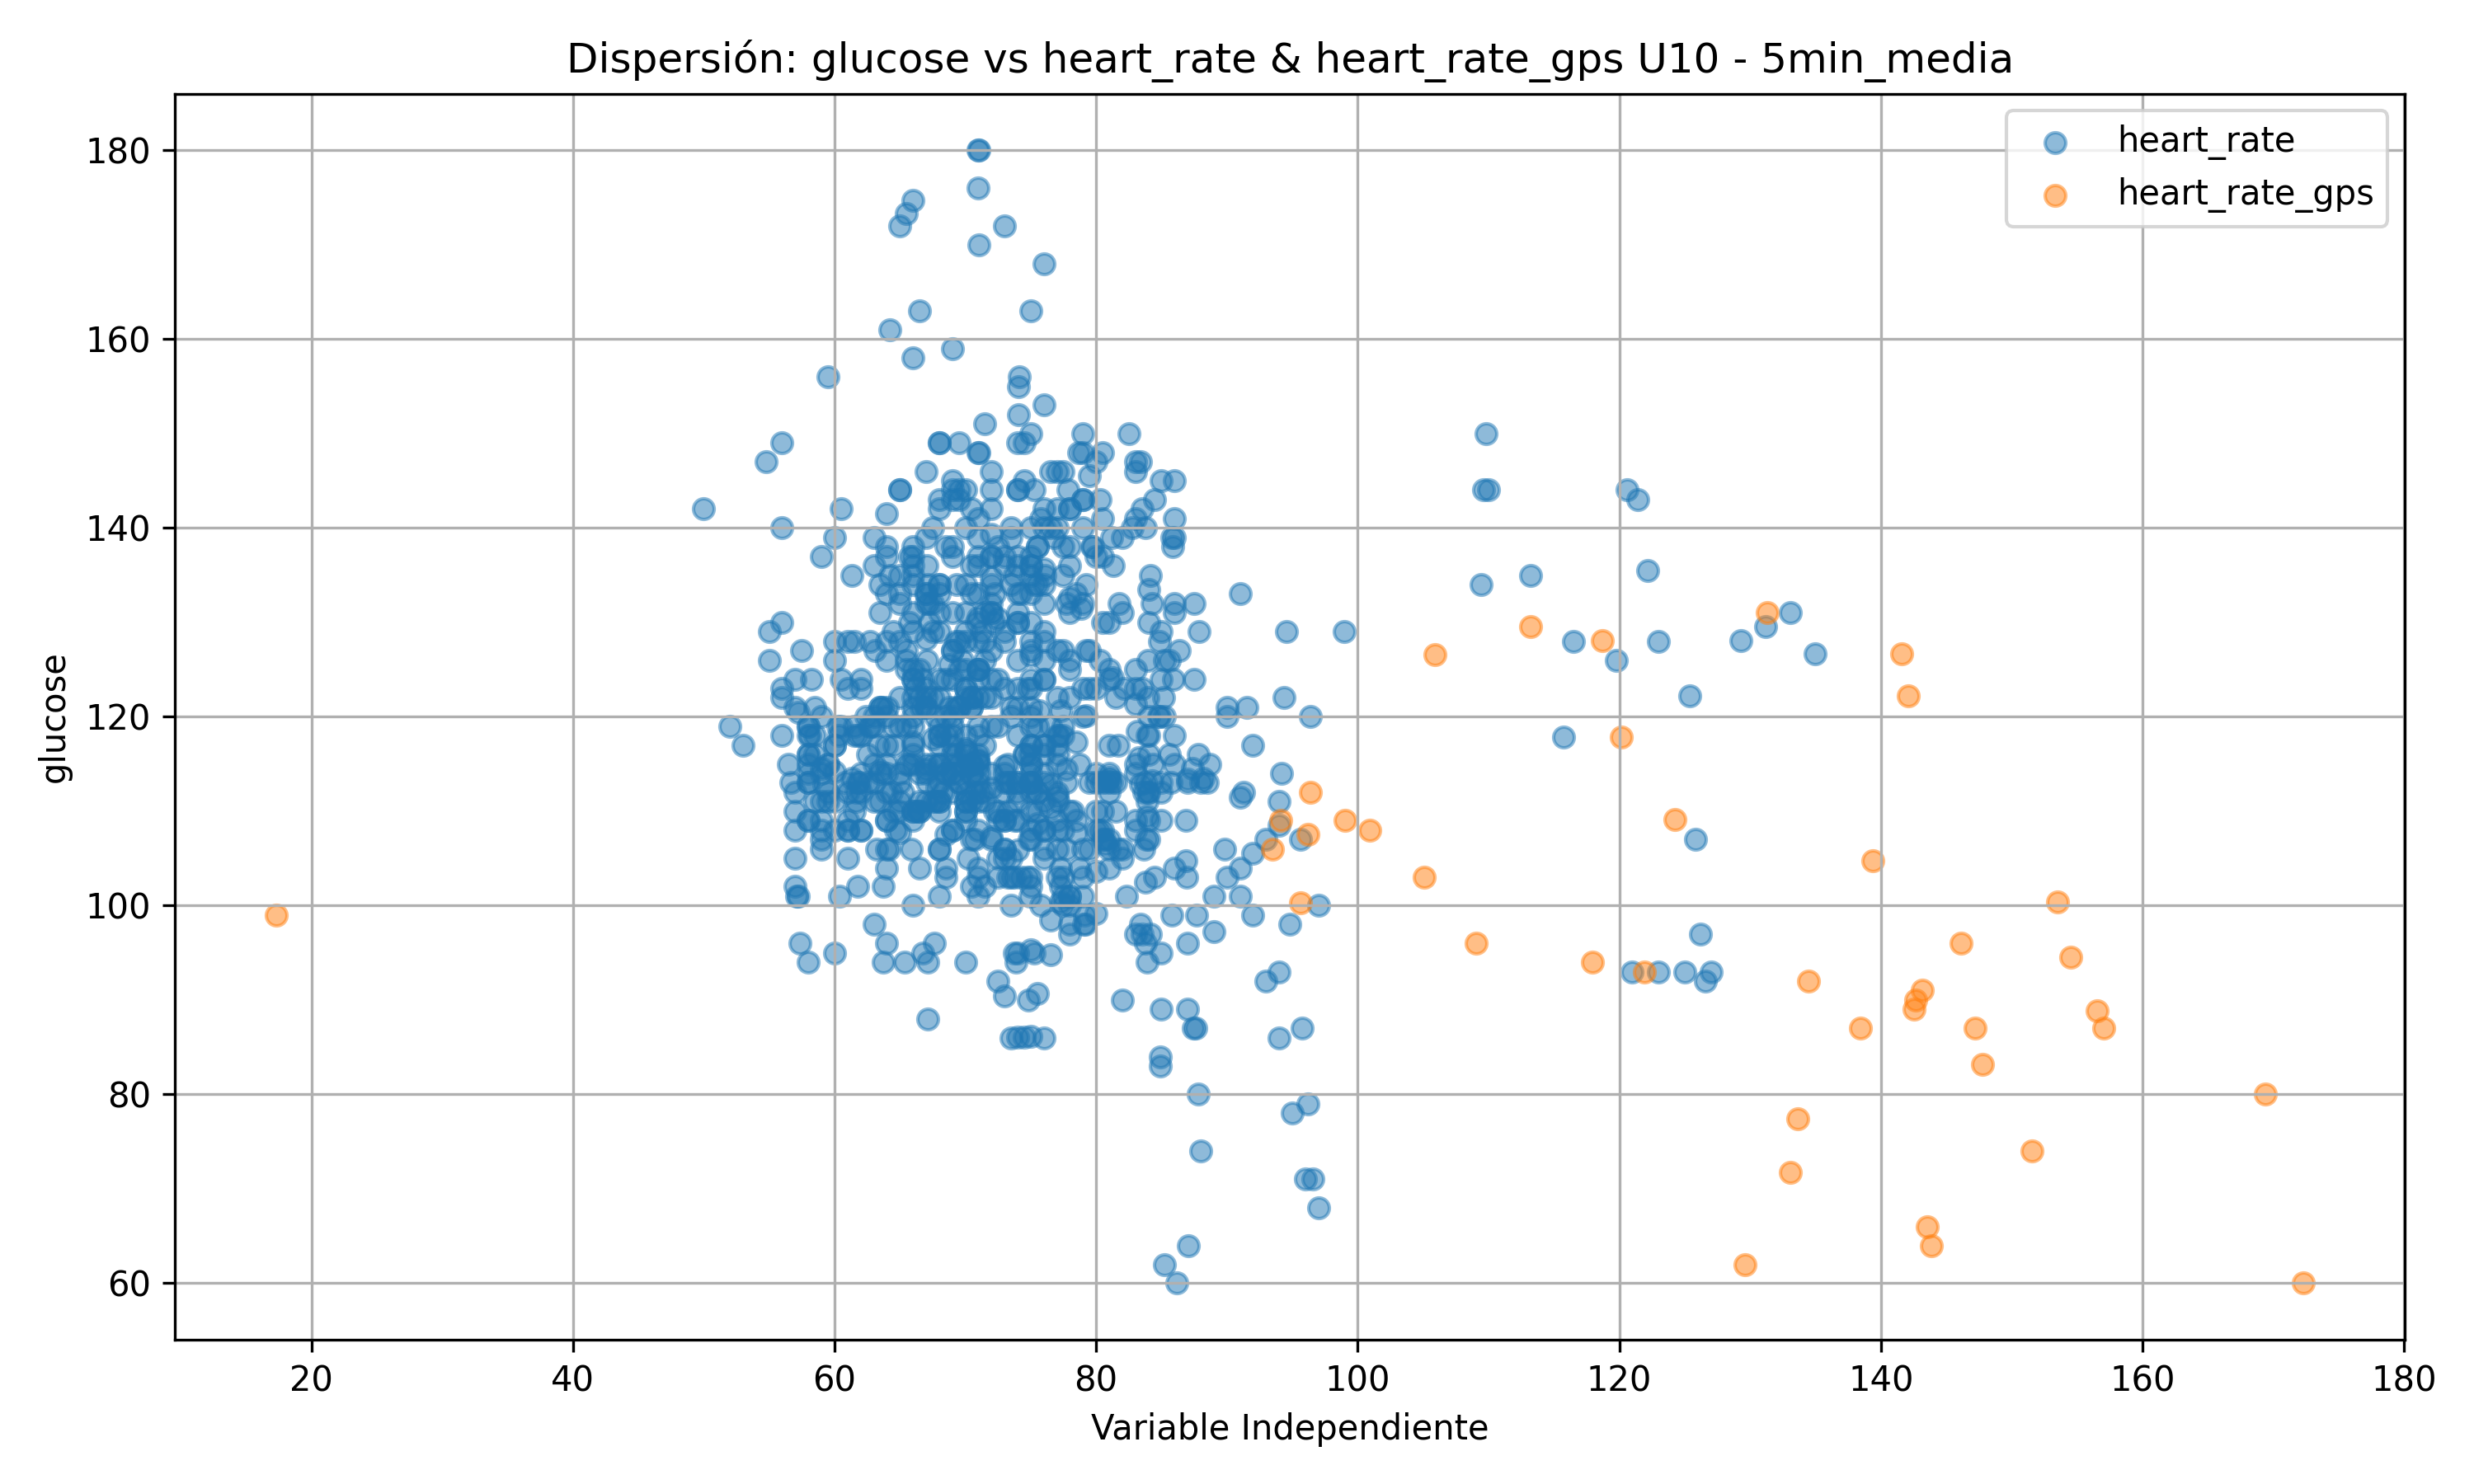 Dispersión: glucose vs heart_rate & heart_rate_gps U10 - 5min_media
heart_rate
heart_rate_gps
glucose
180
160
140
120
100
80
60
20 40 60 80 100 120 140 160 180
Variable Independiente